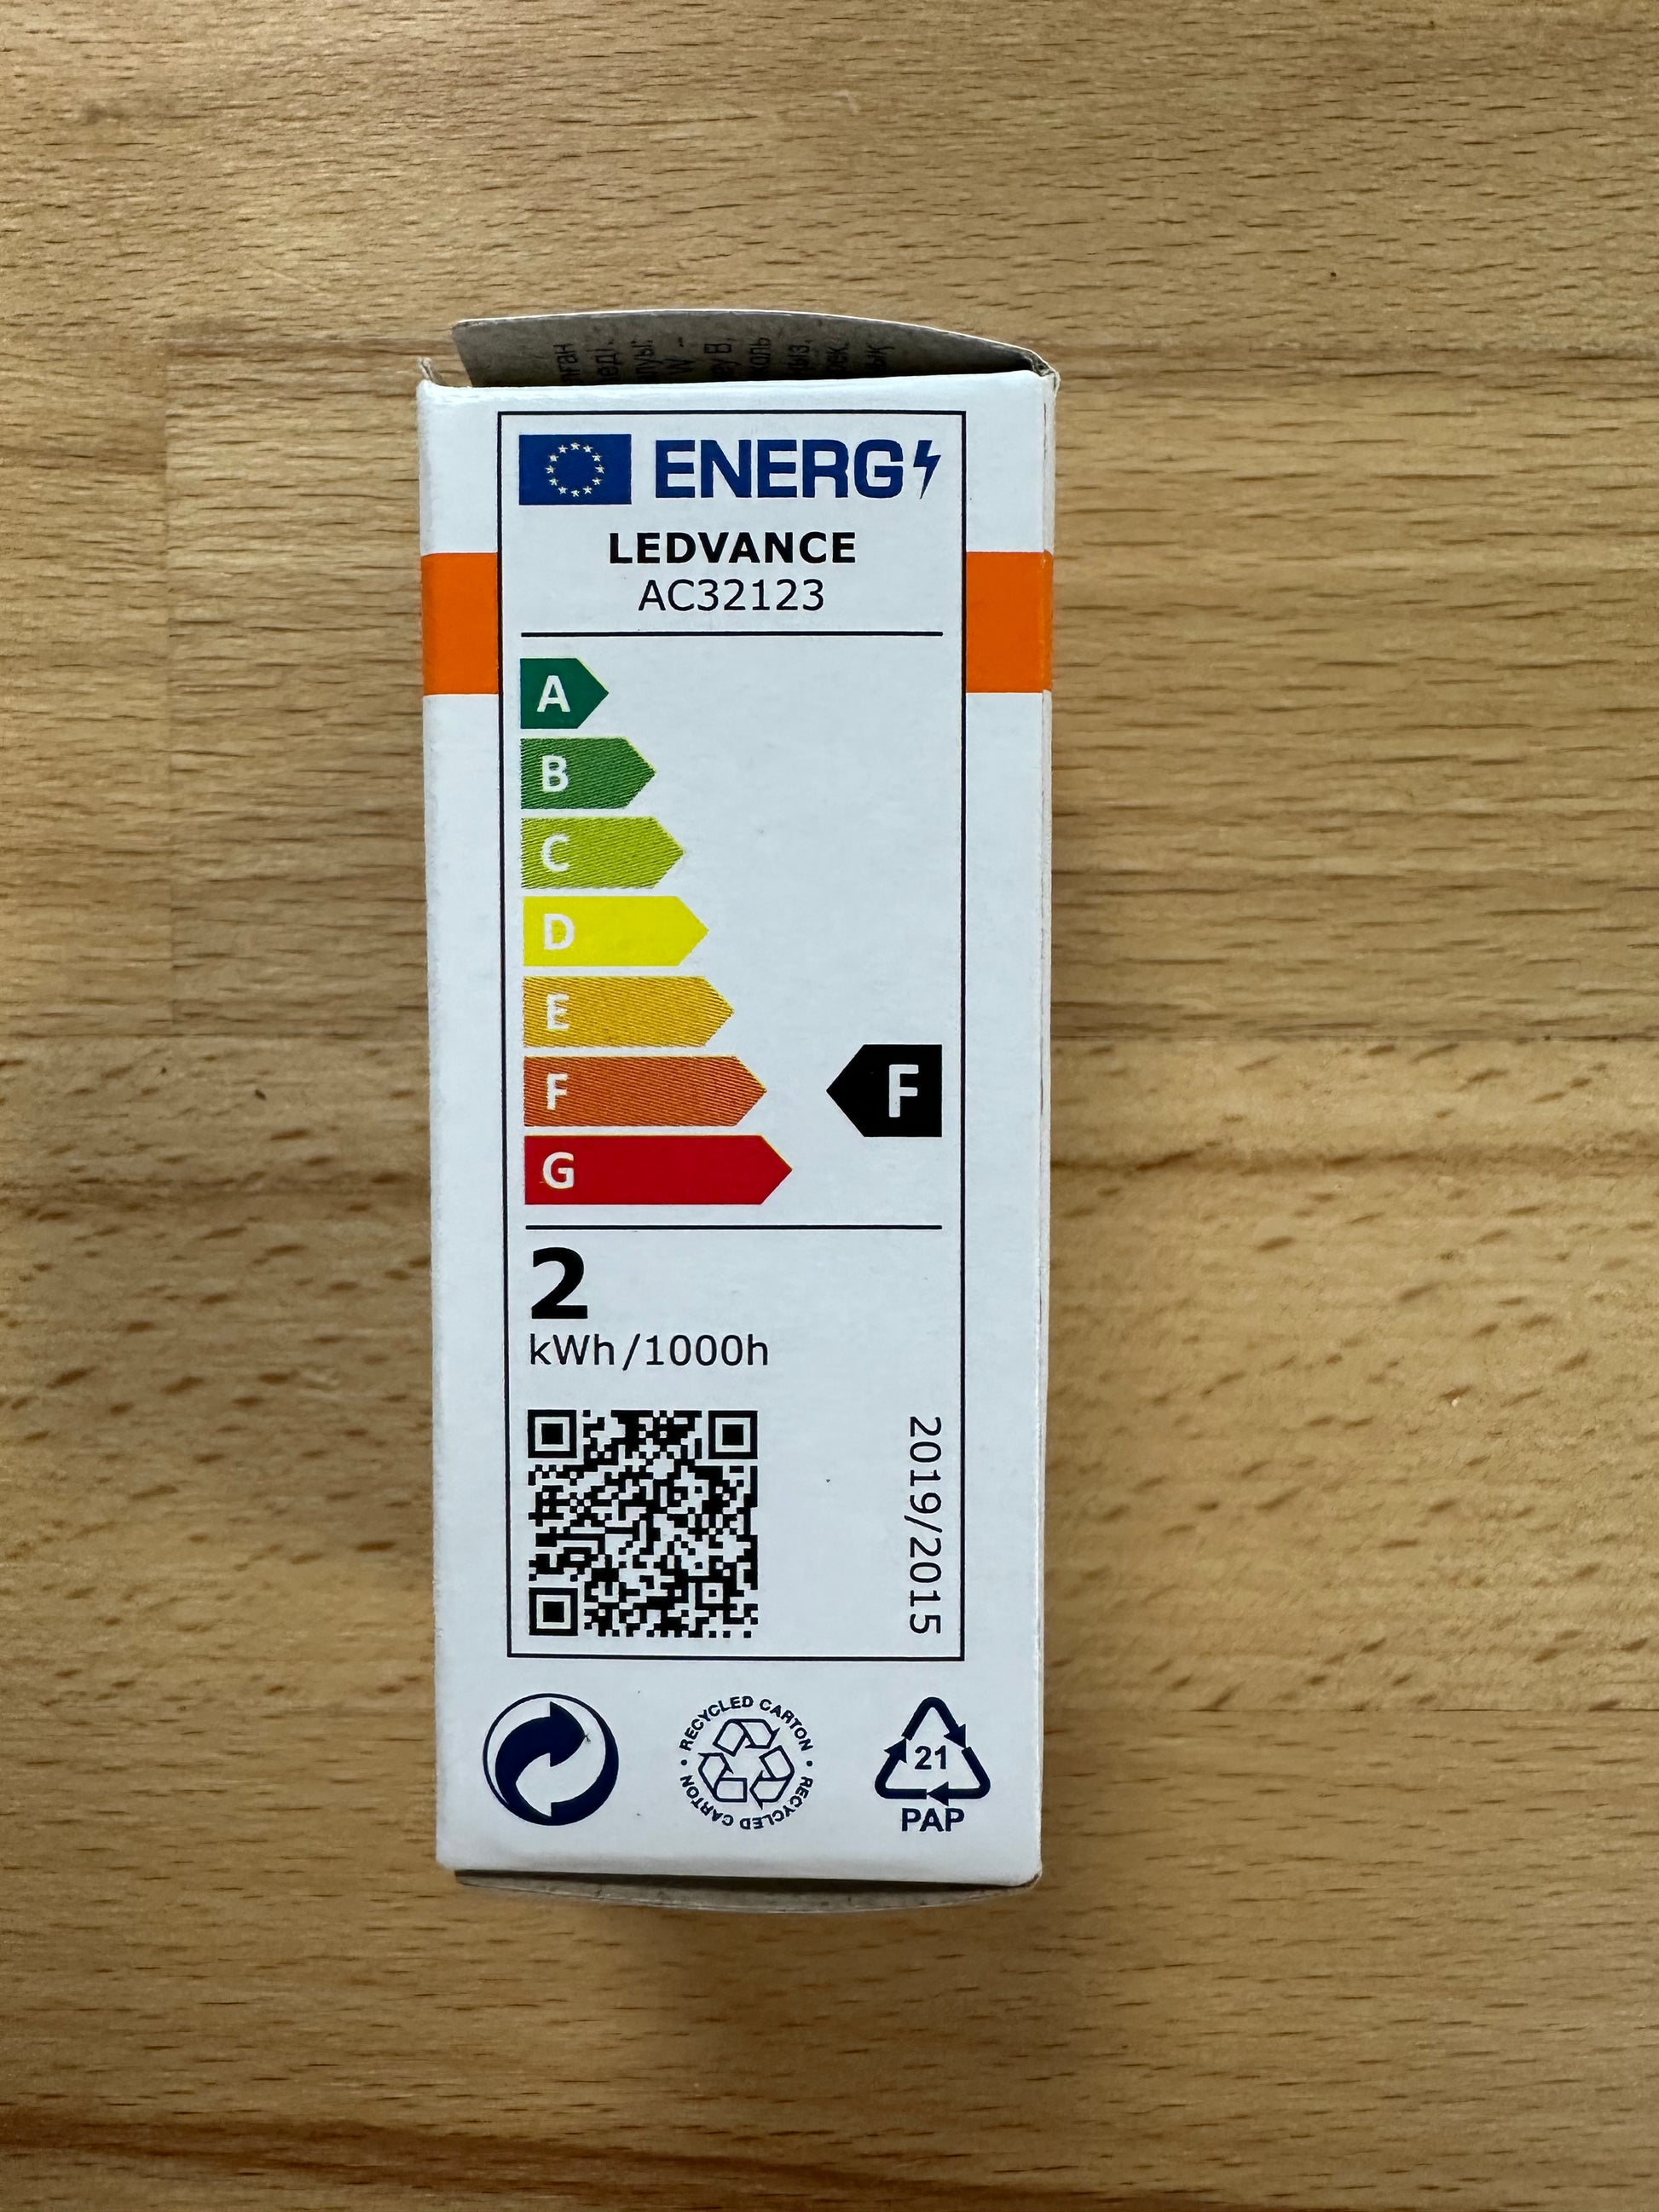 ENERG
LEDVANCE
AC32123
A
B
C
D
E
F
F
G
2
kWh/1000h
2019/2015
RECYCLED CARTON • RECYCLED CARTON •
21
PAP